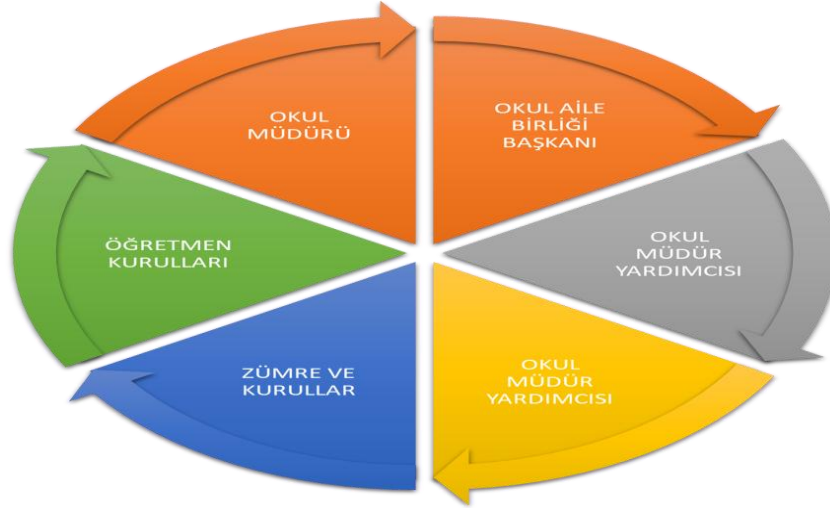 OKUL
MÜDÜRÜ
OKUL AİLE
BİRLİĞİ
BAŞKANI
OKUL
MÜDÜR
YARDIMCISI
OKUL
MÜDÜR
YARDIMCISI
ZÜMRE VE
KURULLAR
ÖĞRETMEN
KURULLARI